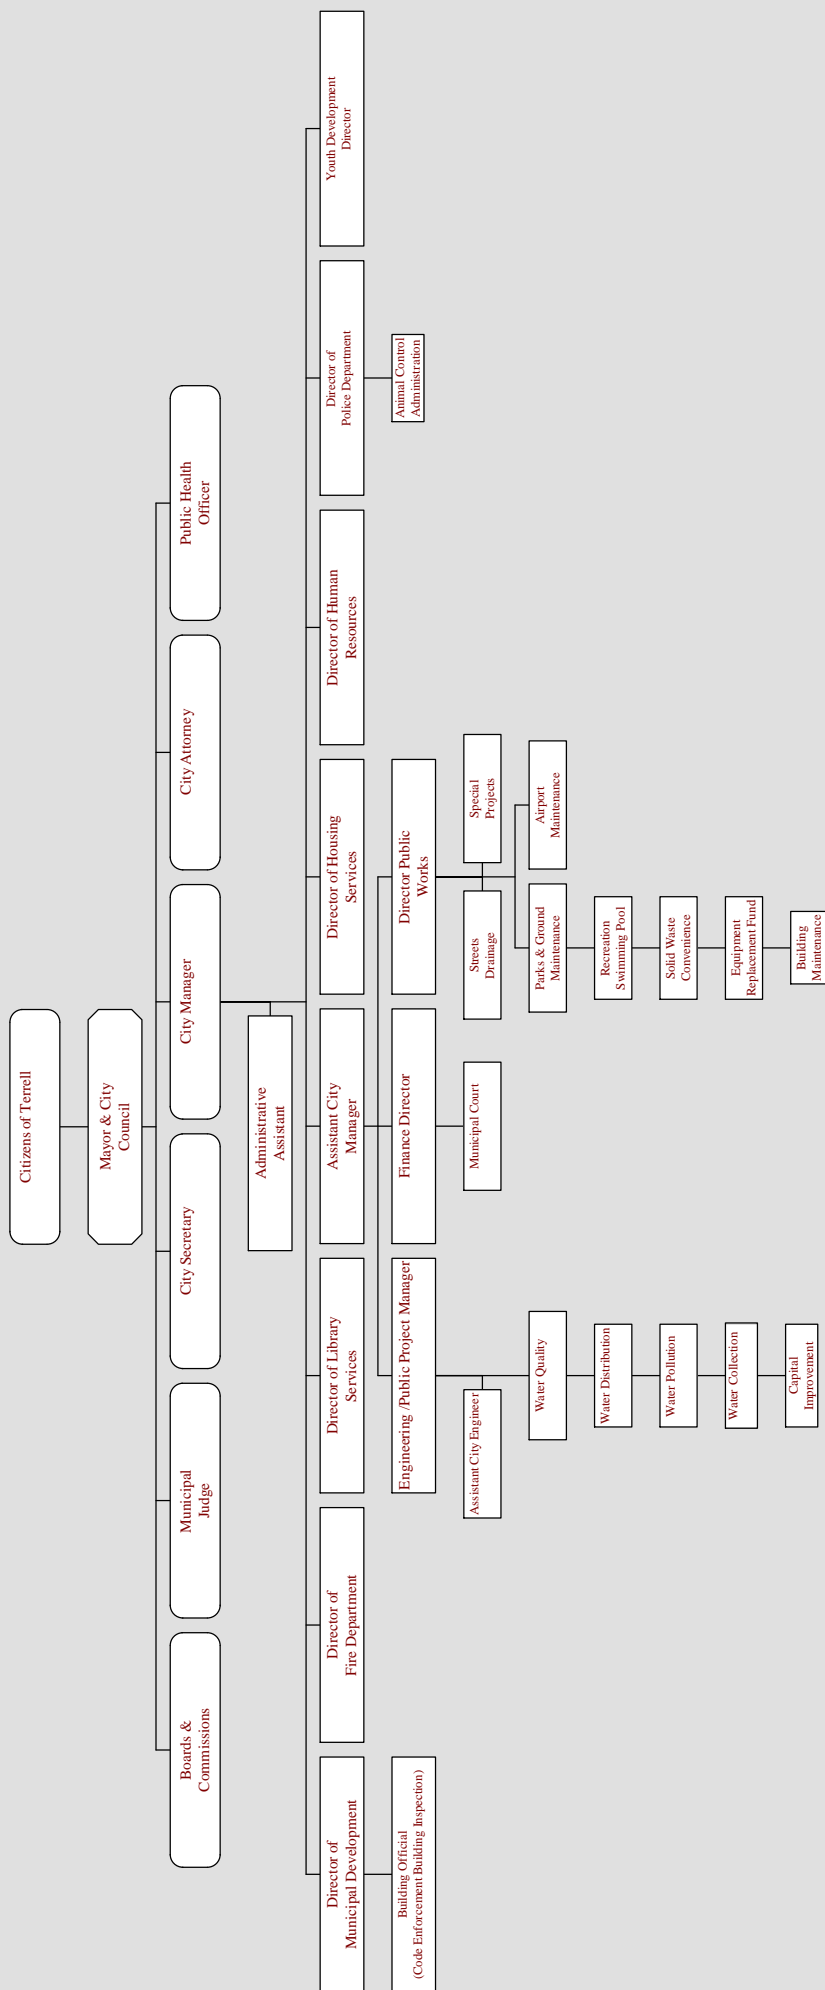 Citizens of Terrell
Mayor & City
Council
Boards &
Commissions
Municipal
Judge
City Secretary
City Manager
City Attorney
Public Health
Officer
Administrative
Assistant
Director of
Municipal Development
Director of
Fire Department
Director of Library
Services
Assistant City
Manager
Director of Housing
Services
Director of Human
Resources
Director of
Police Department
Youth Development
Director
Building Official
(Code Enforcement Building Inspection)
Engineering /Public Project Manager
Finance Director
Director Public
Works
Animal Control
Administration
Assistant City Engineer
Municipal Court
Streets
Drainage
Special
Projects
Water Quality
Parks & Ground
Maintenance
Airport
Maintenance
Water Distribution
Recreation
Swimming Pool
Water Pollution
Solid Waste
Convenience
Water Collection
Equipment
Replacement Fund
Capital
Improvement
Building
Maintenance